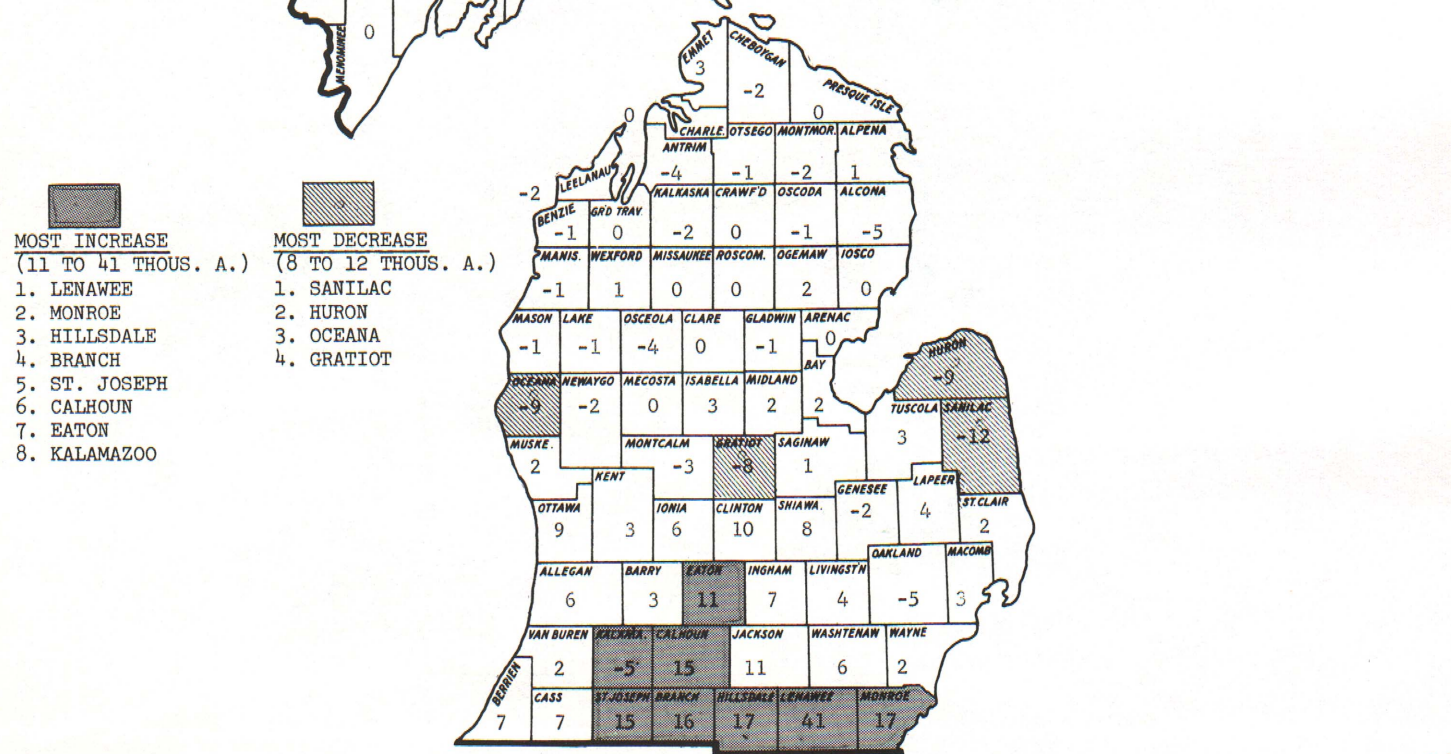 MENOMINEE
0
EMMET
3
CHEBOYGAN
-2
PRESQUE ISLE
0
0
CHARLE. OTSEGO MONTMOR. ALPENA
ANTRIM
-4 -1 -2 1
-2 LEELANAU
KALKASKA CRAWF'D OSCODA ALCONA
BENZIE GR'D TRAV.
-1 0 -2 0 -1 -5
MANIS. WEXFORD MISSAUKEE ROSCOM. OGEMAW IOSCO
-1 1 0 0 2 0
MASON LAKE OSCEOLA CLARE GLADWIN ARENAC
-1 -1 -4 0 -1 0
HURON
-9
BAY
OCEANA NEWAYGO MECOSTA ISABELLA MIDLAND
-9 -2 0 3 2 2
TUSCOLA SANILAC
3 -12
MUSKE. MONTCALM GRATIOT SAGINAW
2 -3 -8 1
KENT
LAPEER
GENESEE
OTTAWA IONIA CLINTON SHIAWA. ST.CLAIR
9 3 6 10 8 -2 4 2
OAKLAND MACOMB
ALLEGAN BARRY EATON INGHAM LIVINGST'N
6 3 11 7 4 -5 3
VAN BUREN KALAMA. CALHOUN JACKSON WASHTENAW WAYNE
2 -5 15 11 6 2
BERRIEN
CASS ST.JOSEPH BRANCH HILLSDALE LENAWEE MONROE
7 7 15 16 17 41 17
MOST INCREASE
(11 TO 41 THOUS. A.)
1. LENAWEE
2. MONROE
3. HILLSDALE
4. BRANCH
5. ST. JOSEPH
6. CALHOUN
7. EATON
8. KALAMAZOO
MOST DECREASE
(8 TO 12 THOUS. A.)
1. SANILAC
2. HURON
3. OCEANA
4. GRATIOT